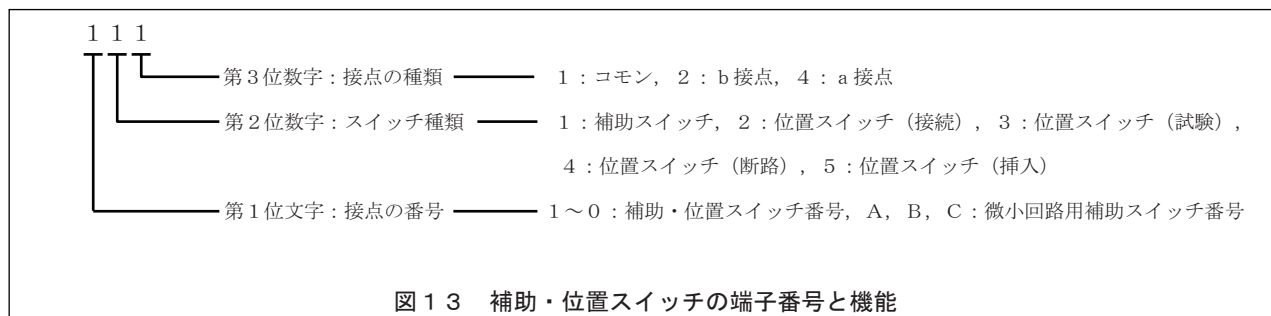 １１１
第３位数字：接点の種類　１：コモン，２：ｂ接点，４：ａ接点
第２位数字：スイッチ種類　１：補助スイッチ，２：位置スイッチ（接続），３：位置スイッチ（試験），
４：位置スイッチ（断路），５：位置スイッチ（挿入）
第１位文字：接点の番号　１～０：補助・位置スイッチ番号，Ａ，Ｂ，Ｃ：微小回路用補助スイッチ番号
図１３　補助・位置スイッチの端子番号と機能